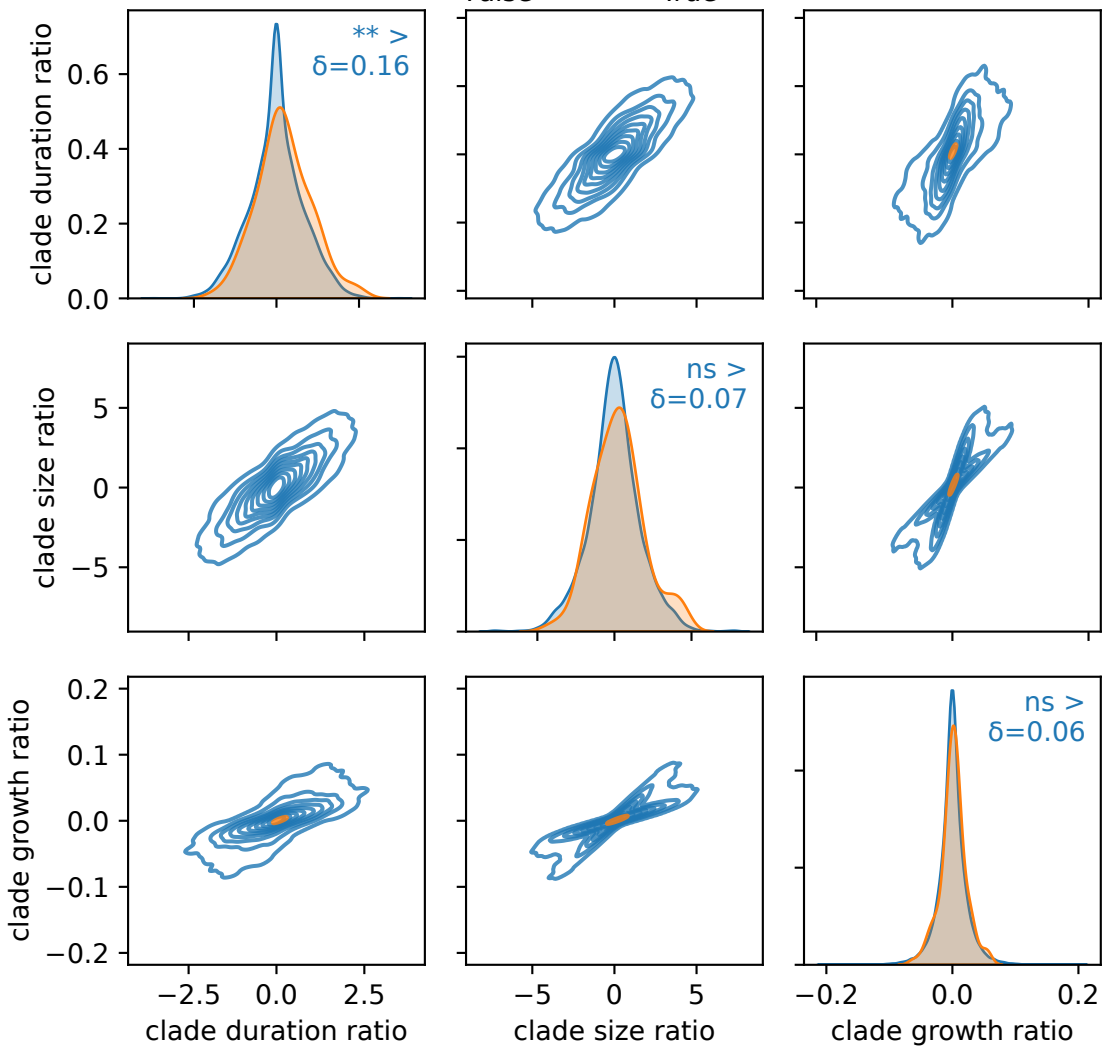 ** >
δ=0.16
clade duration ratio
0.6
0.4
0.2
0.0
ns >
δ=0.07
clade size ratio
5
0
−5
ns >
δ=0.06
clade growth ratio
0.2
0.1
0.0
−0.1
−0.2
−2.5 0.0 2.5
−5 0 5
−0.2 0.0 0.2
clade duration ratio
clade size ratio
clade growth ratio